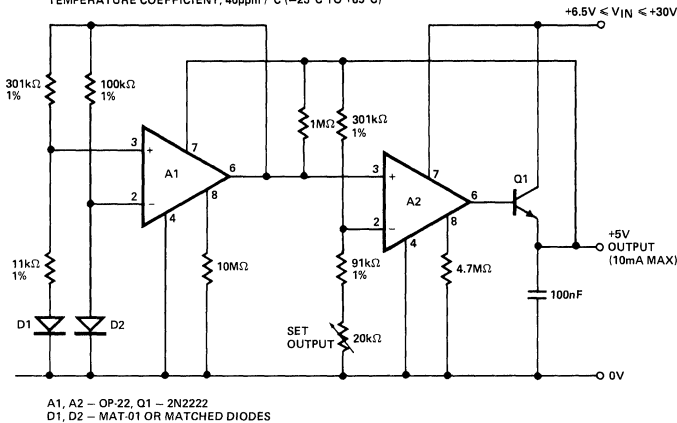 TEMPERATURE COEFFICIENT, 40ppm / °C (−25°C TO +85°C)
+6.5V ≤ VIN ≤ +30V
301kΩ
1%
100kΩ
1%
1MΩ
301kΩ
1%
3
+
7
A1
6
2
−
8
4
3
+
7
A2
6
2
−
8
4
Q1
+5V
OUTPUT
(10mA MAX)
11kΩ
1%
10MΩ
91kΩ
1%
4.7MΩ
100nF
D1
D2
SET
OUTPUT
20kΩ
0V
A1, A2 – OP-22, Q1 – 2N2222
D1, D2 – MAT-01 OR MATCHED DIODES